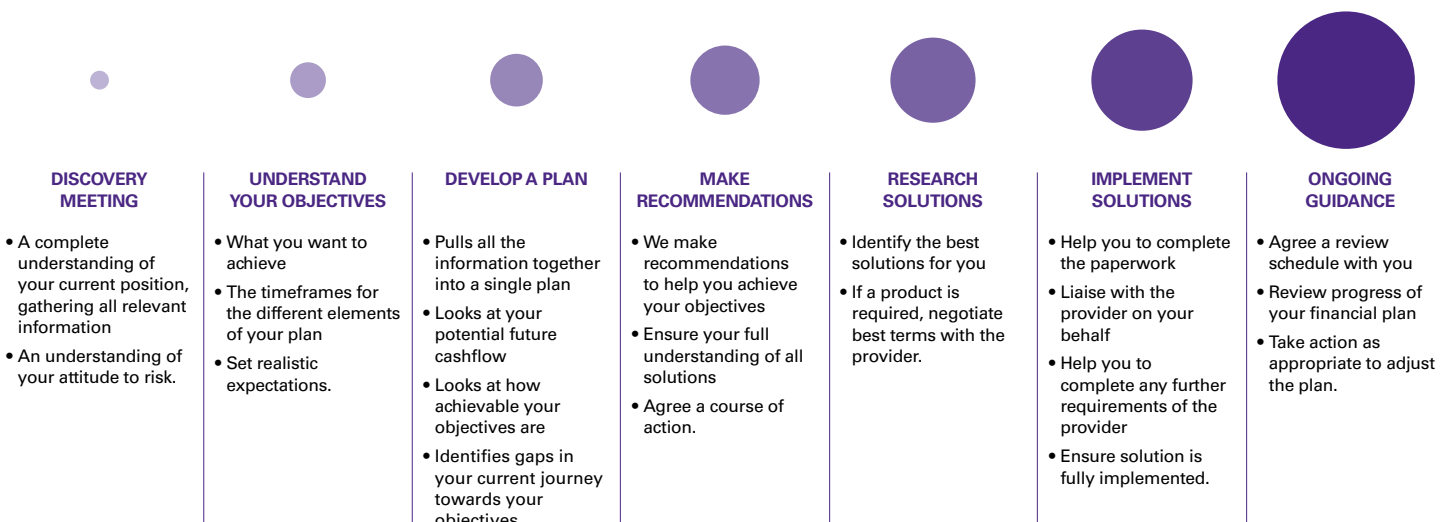 DISCOVERY
MEETING
• A complete
understanding of
your current position,
gathering all relevant
information
• An understanding of
your attitude to risk.
UNDERSTAND
YOUR OBJECTIVES
• What you want to
achieve
• The timeframes for
the different elements
of your plan
• Set realistic
expectations.
DEVELOP A PLAN
• Pulls all the
information together
into a single plan
• Looks at your
potential future
cashflow
• Looks at how
achievable your
objectives are
• Identifies gaps in
your current journey
towards your
objectives
MAKE
RECOMMENDATIONS
• We make
recommendations
to help you achieve
your objectives
• Ensure your full
understanding of all
solutions
• Agree a course of
action.
RESEARCH
SOLUTIONS
• Identify the best
solutions for you
• If a product is
required, negotiate
best terms with the
provider.
IMPLEMENT
SOLUTIONS
• Help you to complete
the paperwork
• Liaise with the
provider on your
behalf
• Help you to
complete any further
requirements of the
provider
• Ensure solution is
fully implemented.
ONGOING
GUIDANCE
• Agree a review
schedule with you
• Review progress of
your financial plan
• Take action as
appropriate to adjust
the plan.